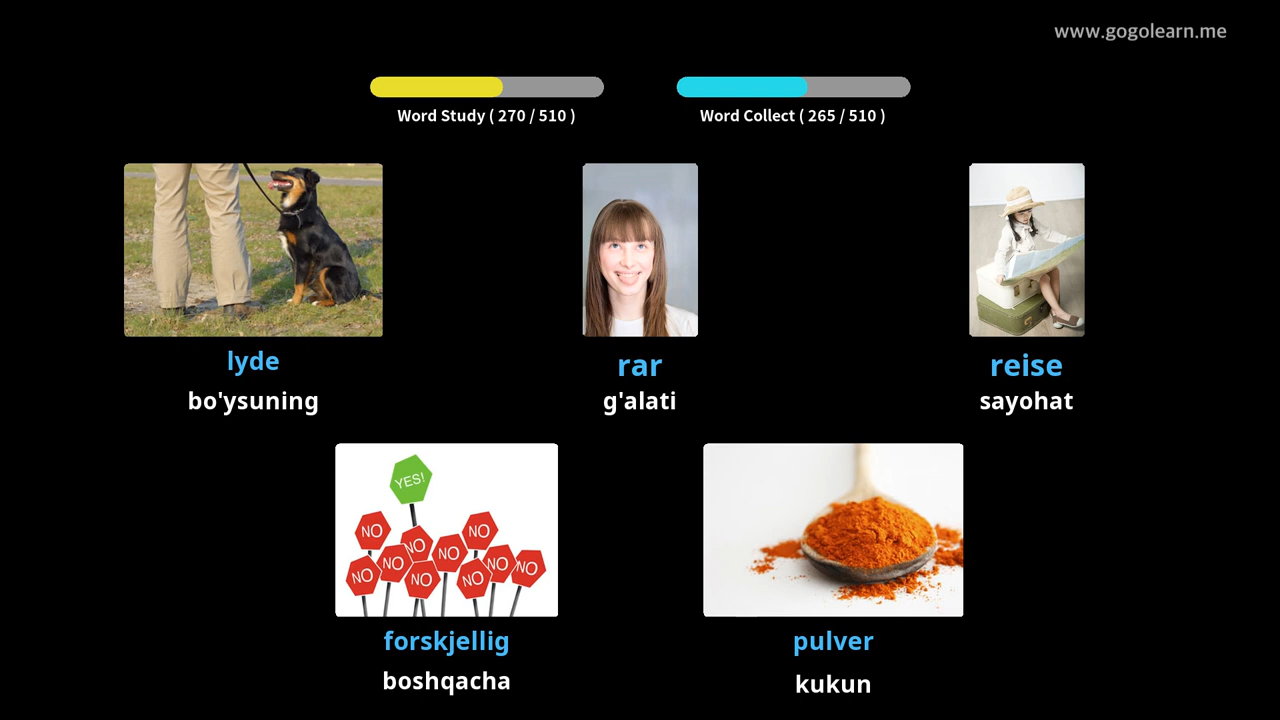 www.gogolearn.me
Word Study ( 270 / 510 )
Word Collect ( 265 / 510 )
lyde
bo'ysuning
rar
g'alati
reise
sayohat
YES!
NO
NO
NO
NO
NO
NO
NO
NO
NO
NO
forskjellig
boshqacha
pulver
kukun